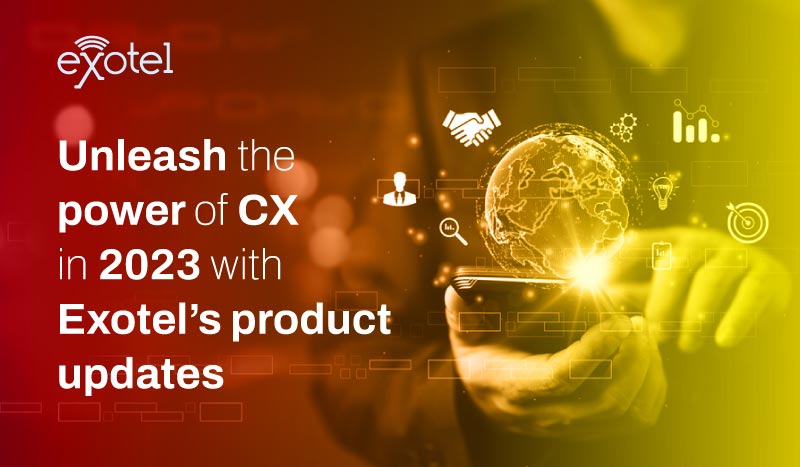 exotel
Unleash the
power of CX
in 2023 with
Exotel’s product
updates